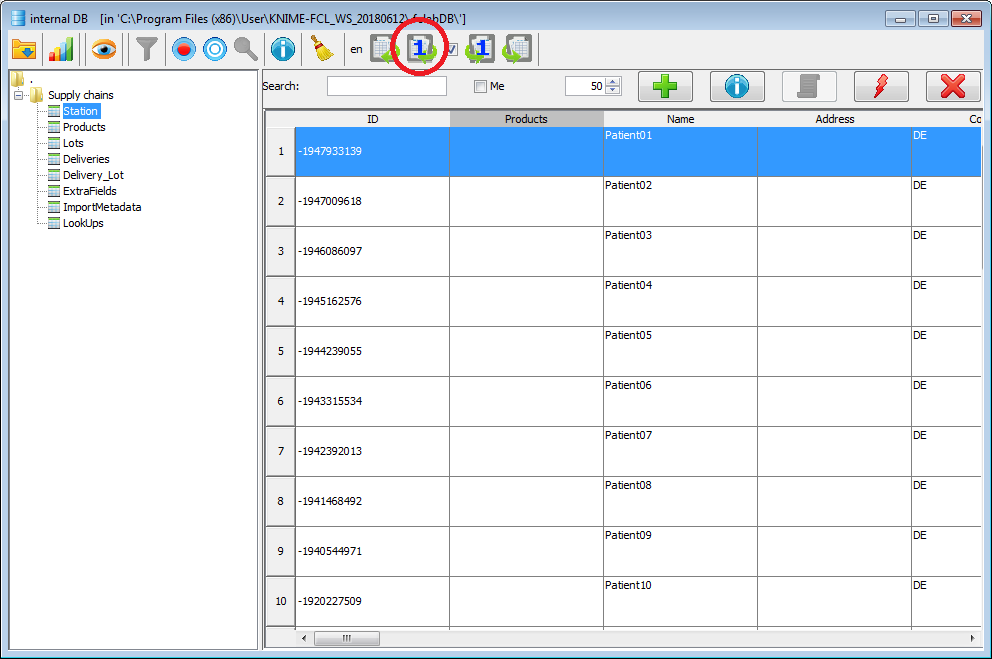 internal DB [in 'C:\Program Files (x86)\User\KNIME-FCL_WS_20180612\.fclabDB\']
en 1 1
.
Supply chains
Station
Products
Lots
Deliveries
Delivery_Lot
ExtraFields
ImportMetadata
LookUps
Search: Me 50
ID Products Name Address Co
1 -1947933139 Patient01 DE
2 -1947009618 Patient02 DE
3 -1946086097 Patient03 DE
4 -1945162576 Patient04 DE
5 -1944239055 Patient05 DE
6 -1943315534 Patient06 DE
7 -1942392013 Patient07 DE
8 -1941468492 Patient08 DE
9 -1940544971 Patient09 DE
10 -1920227509 Patient10 DE